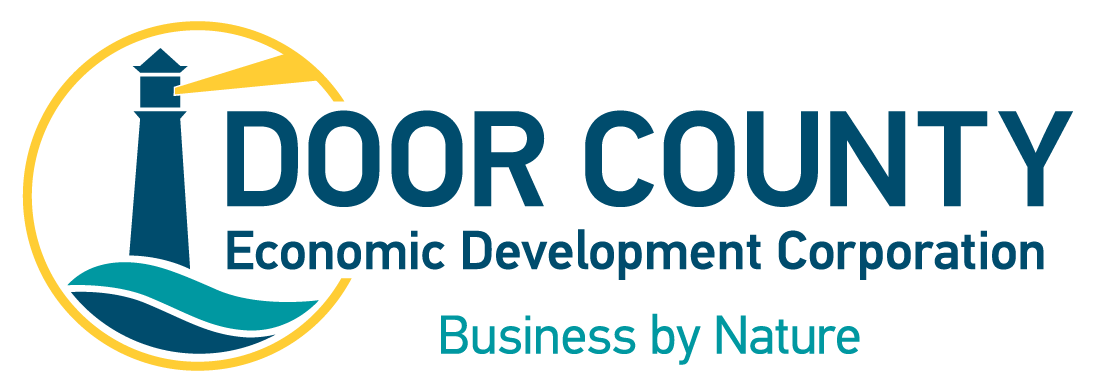 DOOR COUNTY
Economic Development Corporation
Business by Nature